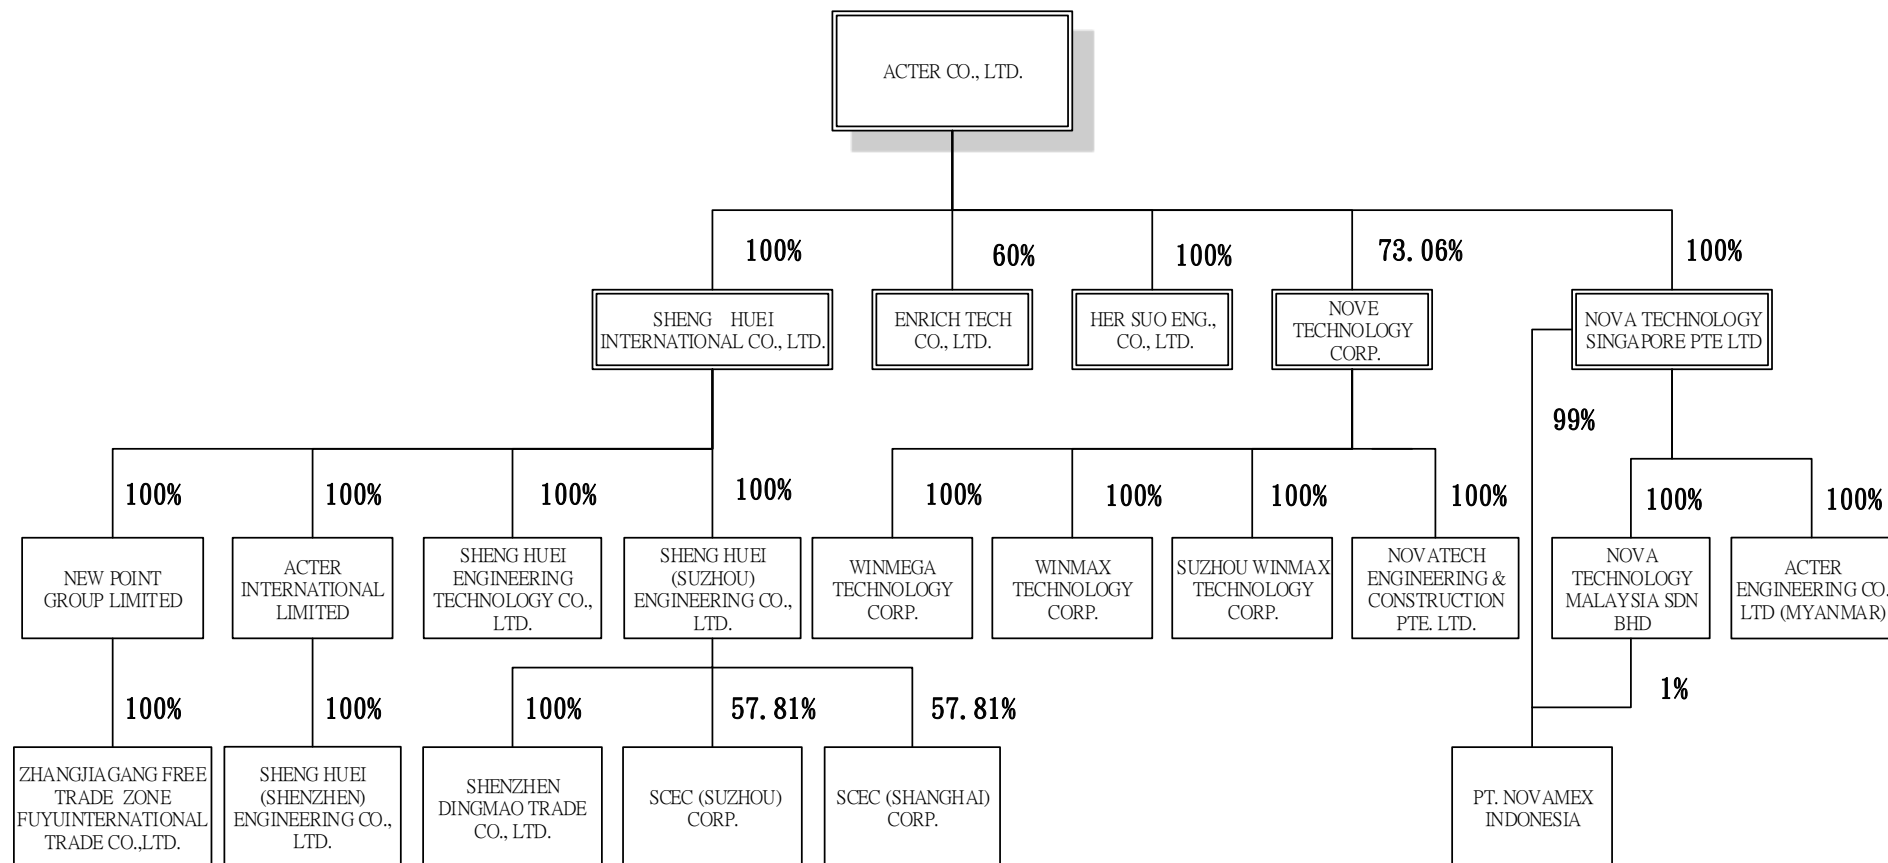 ACTER CO., LTD.
100%
60%
100%
73.06%
100%
SHENG HUEI
INTERNATIONAL CO., LTD.
ENRICH TECH
CO., LTD.
HER SUO ENG.,
CO., LTD.
NOVE
TECHNOLOGY
CORP.
NOVA TECHNOLOGY
SINGAPORE PTE LTD
99%
100%
100%
100%
100%
100%
100%
100%
100%
100%
100%
NEW POINT
GROUP LIMITED
ACTER
INTERNATIONAL
LIMITED
SHENG HUEI
ENGINEERING
TECHNOLOGY CO.,
LTD.
SHENG HUEI
(SUZHOU)
ENGINEERING CO.,
LTD.
WINMEGA
TECHNOLOGY
CORP.
WINMAX
TECHNOLOGY
CORP.
SUZHOU WINMAX
TECHNOLOGY
CORP.
NOVATECH
ENGINEERING &
CONSTRUCTION
PTE. LTD.
NOVA
TECHNOLOGY
MALAYSIA SDN
BHD
ACTER
ENGINEERING CO.
LTD (MYANMAR)
100%
100%
100%
57.81%
57.81%
1%
ZHANGJIAGANG FREE
TRADE ZONE
FUYUINTERNATIONAL
TRADE CO.,LTD.
SHENG HUEI
(SHENZHEN)
ENGINEERING CO.,
LTD.
SHENZHEN
DINGMAO TRADE
CO., LTD.
SCEC (SUZHOU)
CORP.
SCEC (SHANGHAI)
CORP.
PT. NOVAMEX
INDONESIA